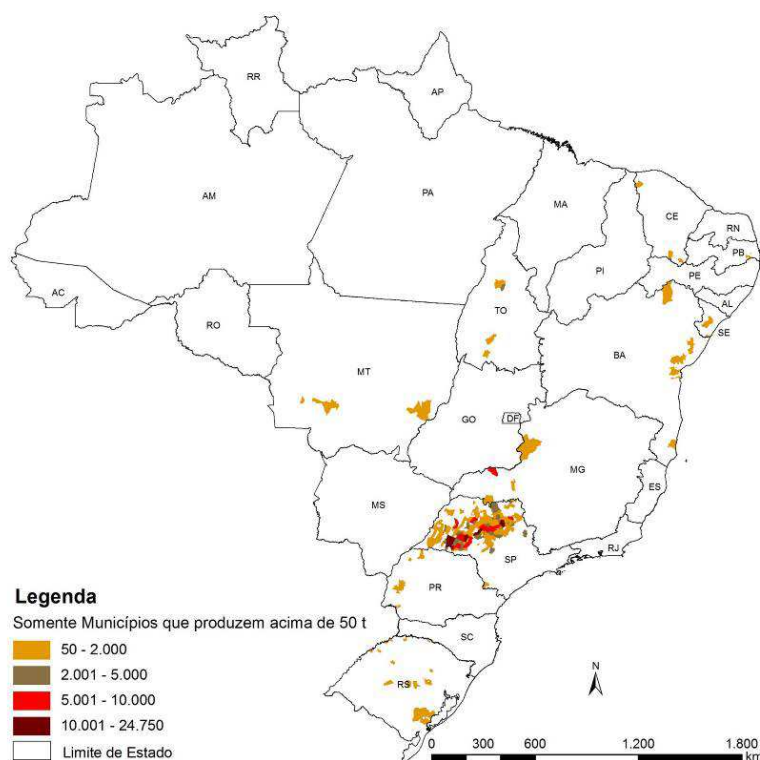 RR
AP
AM
PA
MA
CE
RN
PB
PI
PE
AL
SE
AC
TO
RO
BA
MT
GO
DF
MG
MS
ES
SP
RJ
PR
SC
RS
Legenda
Somente Municípios que produzem acima de 50 t
50 - 2.000
2.001 - 5.000
5.001 - 10.000
10.001 - 24.750
Limite de Estado
N
0 300 600 1.200 1.800
km